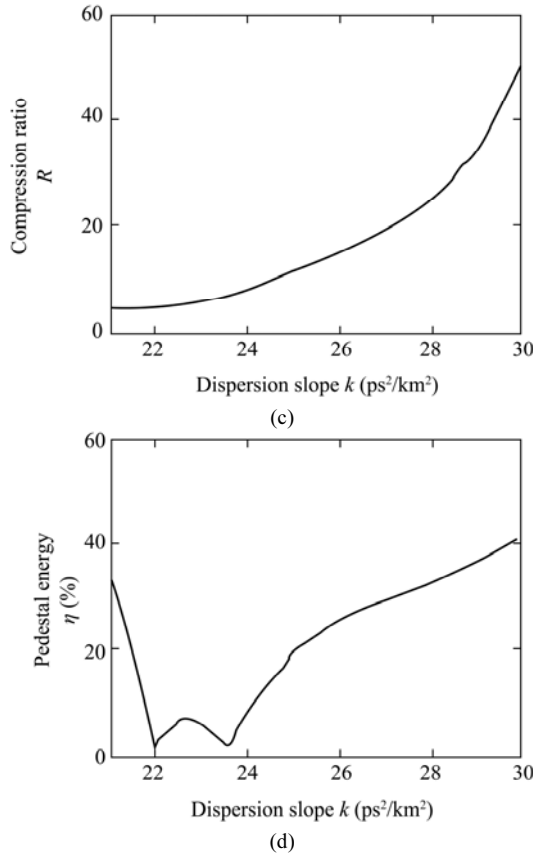 60
40
20
0
Compression ratio
R
22 24 26 28 30
Dispersion slope k (ps²/km²)
(c)
60
40
20
0
Pedestal energy
η (%)
22 24 26 28 30
Dispersion slope k (ps²/km²)
(d)